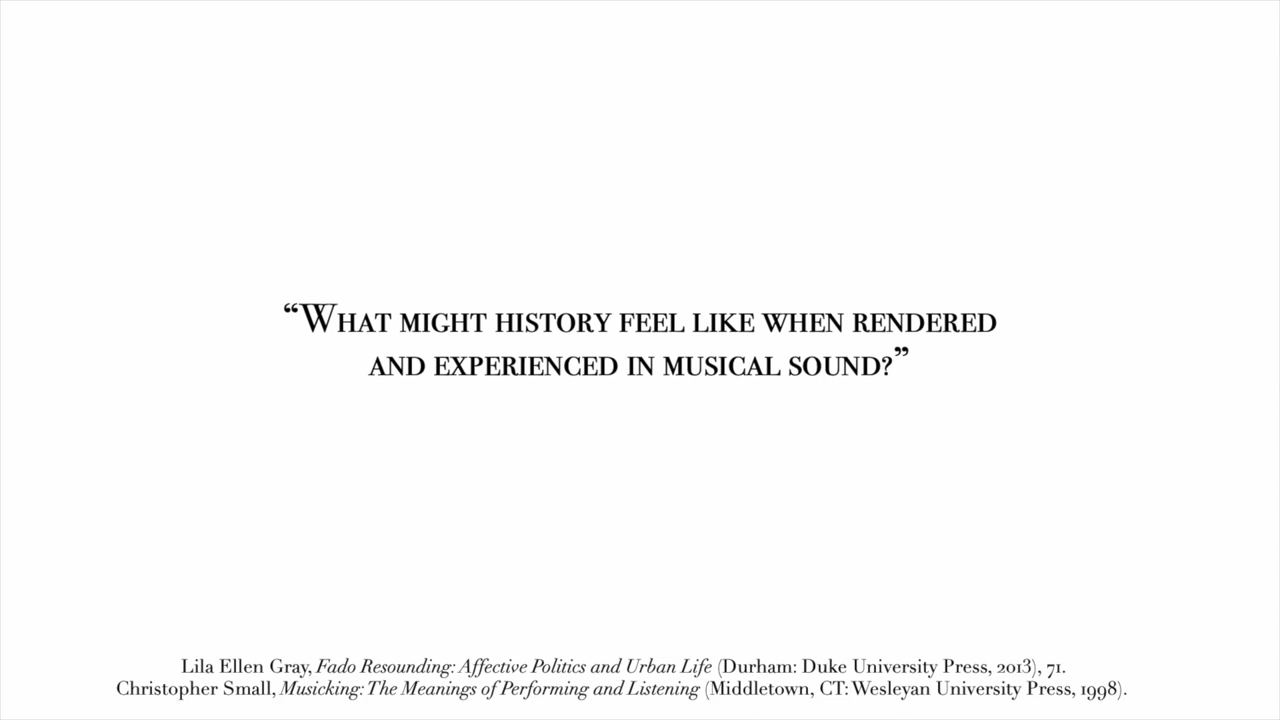 “What might history feel like when rendered
and experienced in musical sound?”
Lila Ellen Gray, Fado Resounding: Affective Politics and Urban Life (Durham: Duke University Press, 2013), 71.
Christopher Small, Musicking: The Meanings of Performing and Listening (Middletown, CT: Wesleyan University Press, 1998).